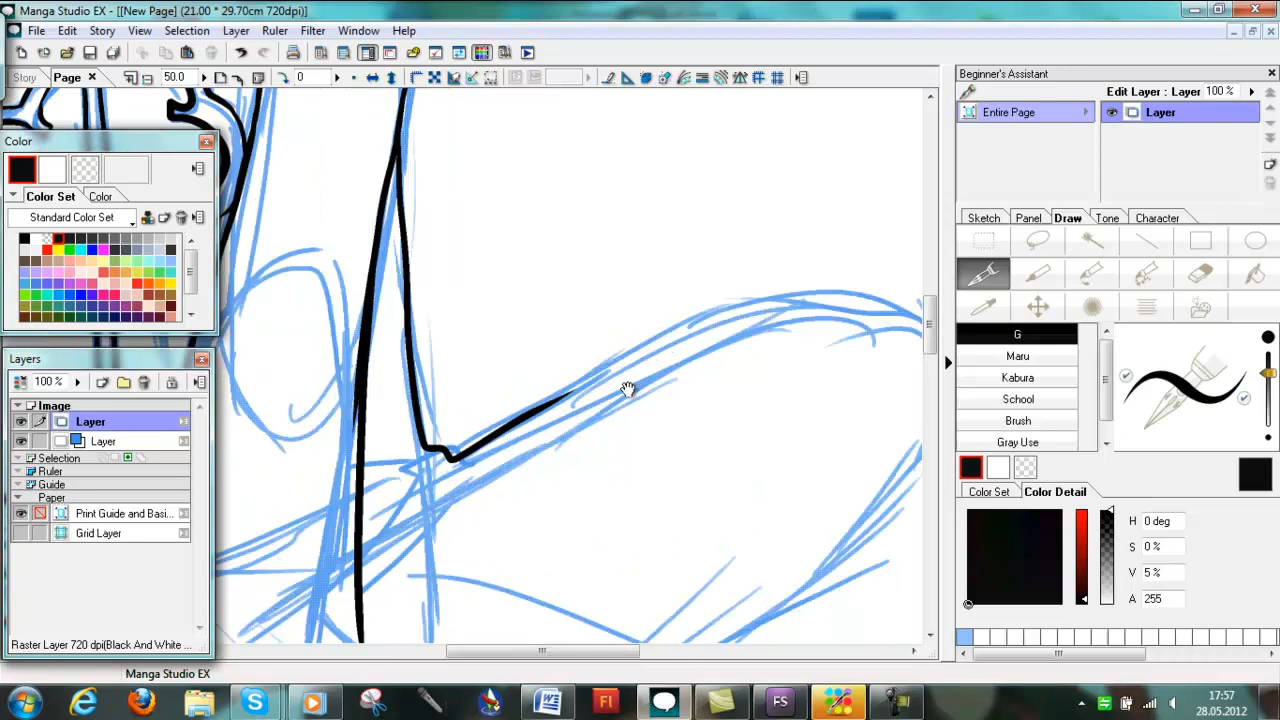 Manga Studio EX - [[New Page] (21.00 * 29.70cm 720dpi)]
File Edit Story View Selection Layer Ruler Filter Window Help
Story Page 50.0 0
Color
Color Set Color
Standard Color Set
Layers
100 %
Image
Layer
Layer
Selection
Ruler
Guide
Paper
Print Guide and Basi...
Grid Layer
Raster Layer 720 dpi(Black And White ...
Manga Studio EX
Beginner's Assistant
Edit Layer : Layer 100 %
Entire Page
Layer
Sketch Panel Draw Tone Character
G
Maru
Kabura
School
Brush
Gray Use
Color Set Color Detail
H 0 deg
S 0 %
V 5 %
A 255
17:57
28.05.2012